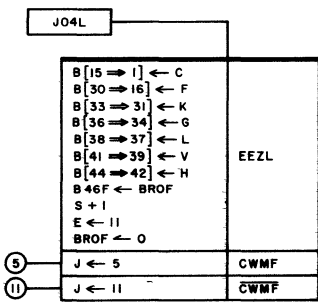 J04L
B[15 ⇒ 1] ← C
B[30 ⇒ 16] ← F
B[33 ⇒ 31] ← K
B[36 ⇒ 34] ← G
B[38 ⇒ 37] ← L
B[41 ⇒ 39] ← V
B[44 ⇒ 42] ← H
B46F ← BROF
S + 1
E ← 11
BROF ← 0
EEZL
5 J ← 5 CWMF
11 J ← 11 C̅W̅M̅F̅